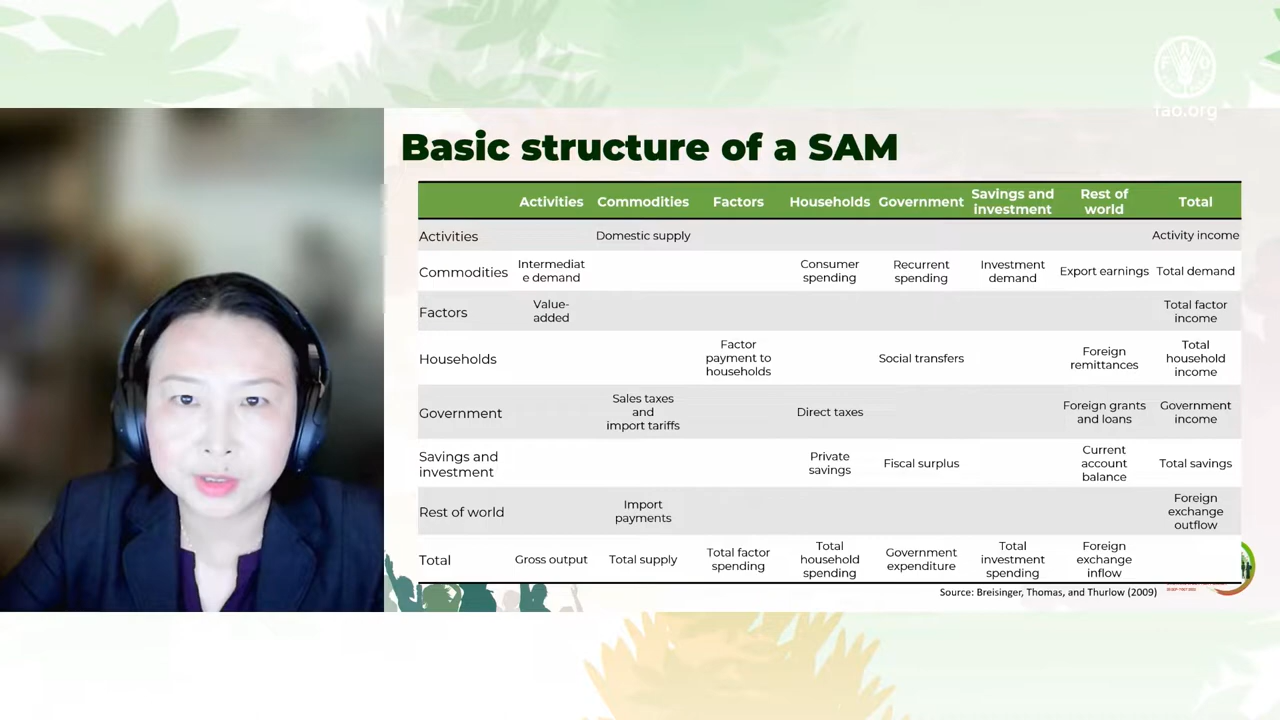 fao.org
Basic structure of a SAM
Activities Commodities Factors Households Government Savings and investment Rest of world Total
Activities Domestic supply Activity income
Commodities Intermediat e demand Consumer spending Recurrent spending Investment demand Export earnings Total demand
Factors Value-added Total factor income
Households Factor payment to households Social transfers Foreign remittances Total household income
Government Sales taxes and import tariffs Direct taxes Foreign grants and loans Government income
Savings and investment Private savings Fiscal surplus Current account balance Total savings
Rest of world Import payments Foreign exchange outflow
Total Gross output Total supply Total factor spending Total household spending Government expenditure Total investment spending Foreign exchange inflow
Source: Breisinger, Thomas, and Thurlow (2009)